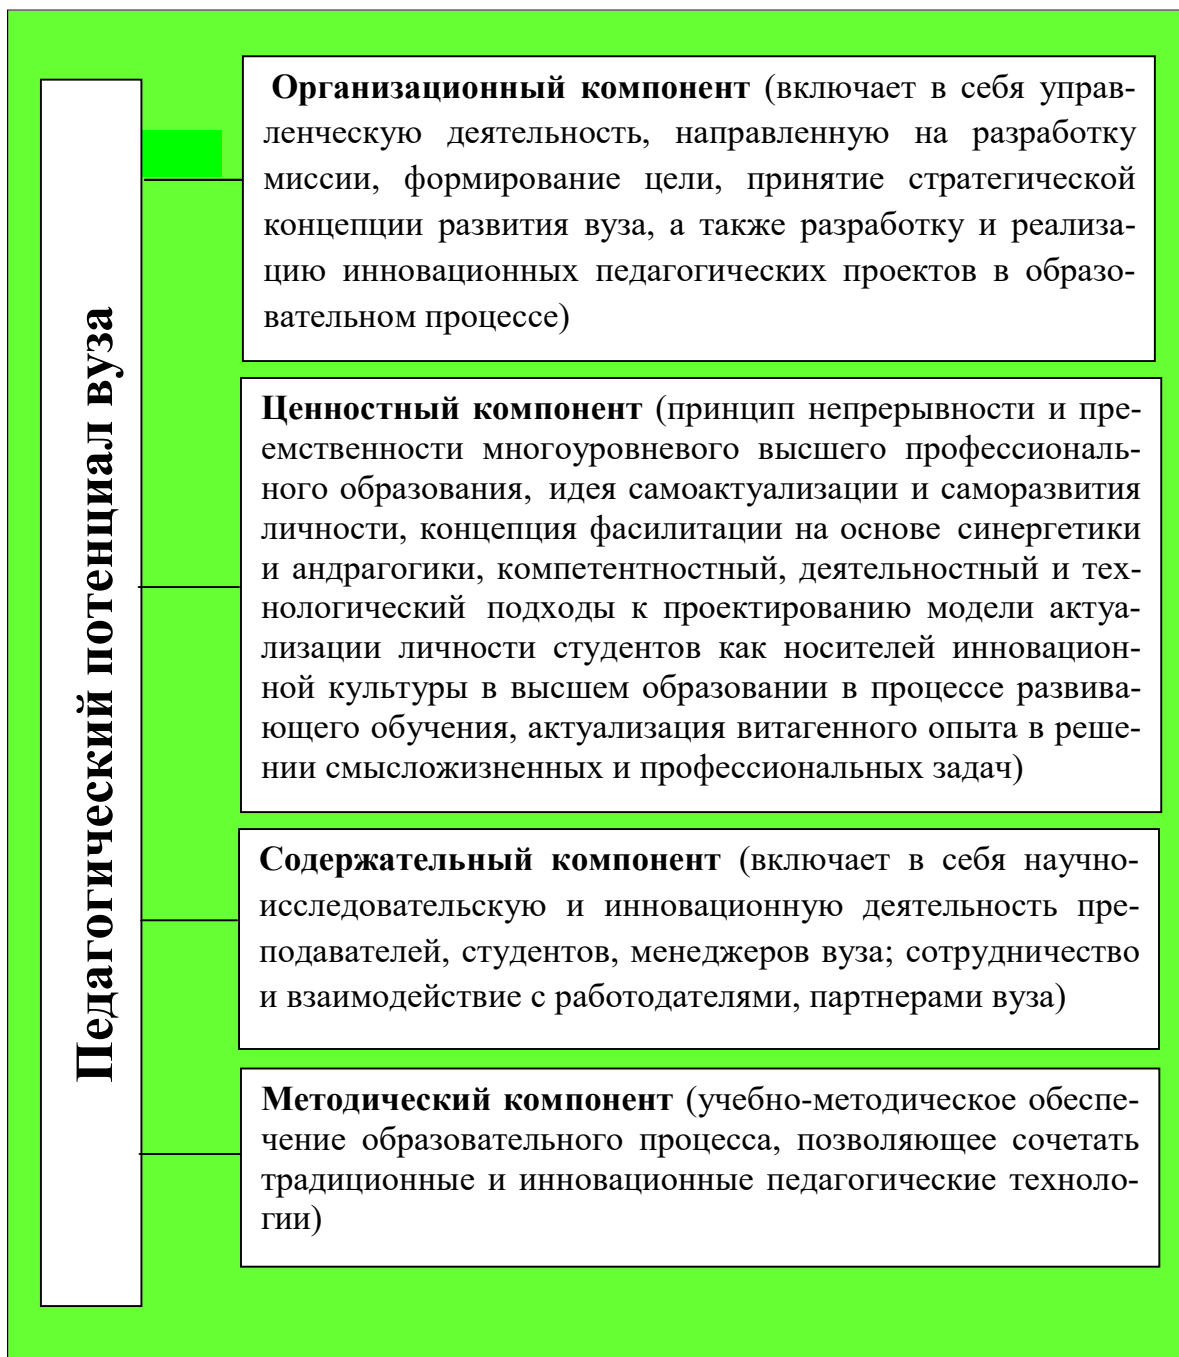 Педагогический потенциал вуза
Организационный компонент (включает в себя управ-
ленческую деятельность, направленную на разработку
миссии, формирование цели, принятие стратегической
концепции развития вуза, а также разработку и реализа-
цию инновационных педагогических проектов в образо-
вательном процессе)
Ценностный компонент (принцип непрерывности и пре-
емственности многоуровневого высшего профессиональ-
ного образования, идея самоактуализации и саморазвития
личности, концепция фасилитации на основе синергетики
и андрагогики, компетентностный, деятельностный и тех-
нологический подходы к проектированию модели актуа-
лизации личности студентов как носителей инновацион-
ной культуры в высшем образовании в процессе развива-
ющего обучения, актуализация витагенного опыта в реше-
нии смысложизненных и профессиональных задач)
Содержательный компонент (включает в себя научно-
исследовательскую и инновационную деятельность пре-
подавателей, студентов, менеджеров вуза; сотрудничество
и взаимодействие с работодателями, партнерами вуза)
Методический компонент (учебно-методическое обеспе-
чение образовательного процесса, позволяющее сочетать
традиционные и инновационные педагогические техноло-
гии)